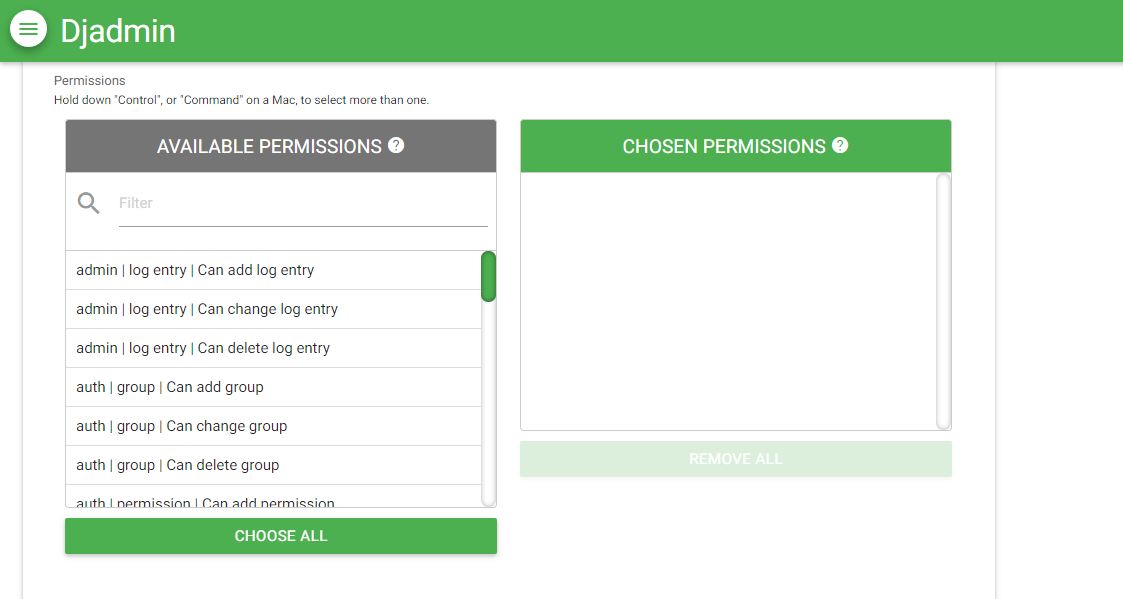 Djadmin
Permissions
Hold down "Control", or "Command" on a Mac, to select more than one.
AVAILABLE PERMISSIONS ?
Filter
admin | log entry | Can add log entry
admin | log entry | Can change log entry
admin | log entry | Can delete log entry
auth | group | Can add group
auth | group | Can change group
auth | group | Can delete group
auth | permission | Can add permission
CHOOSE ALL
CHOSEN PERMISSIONS ?
REMOVE ALL